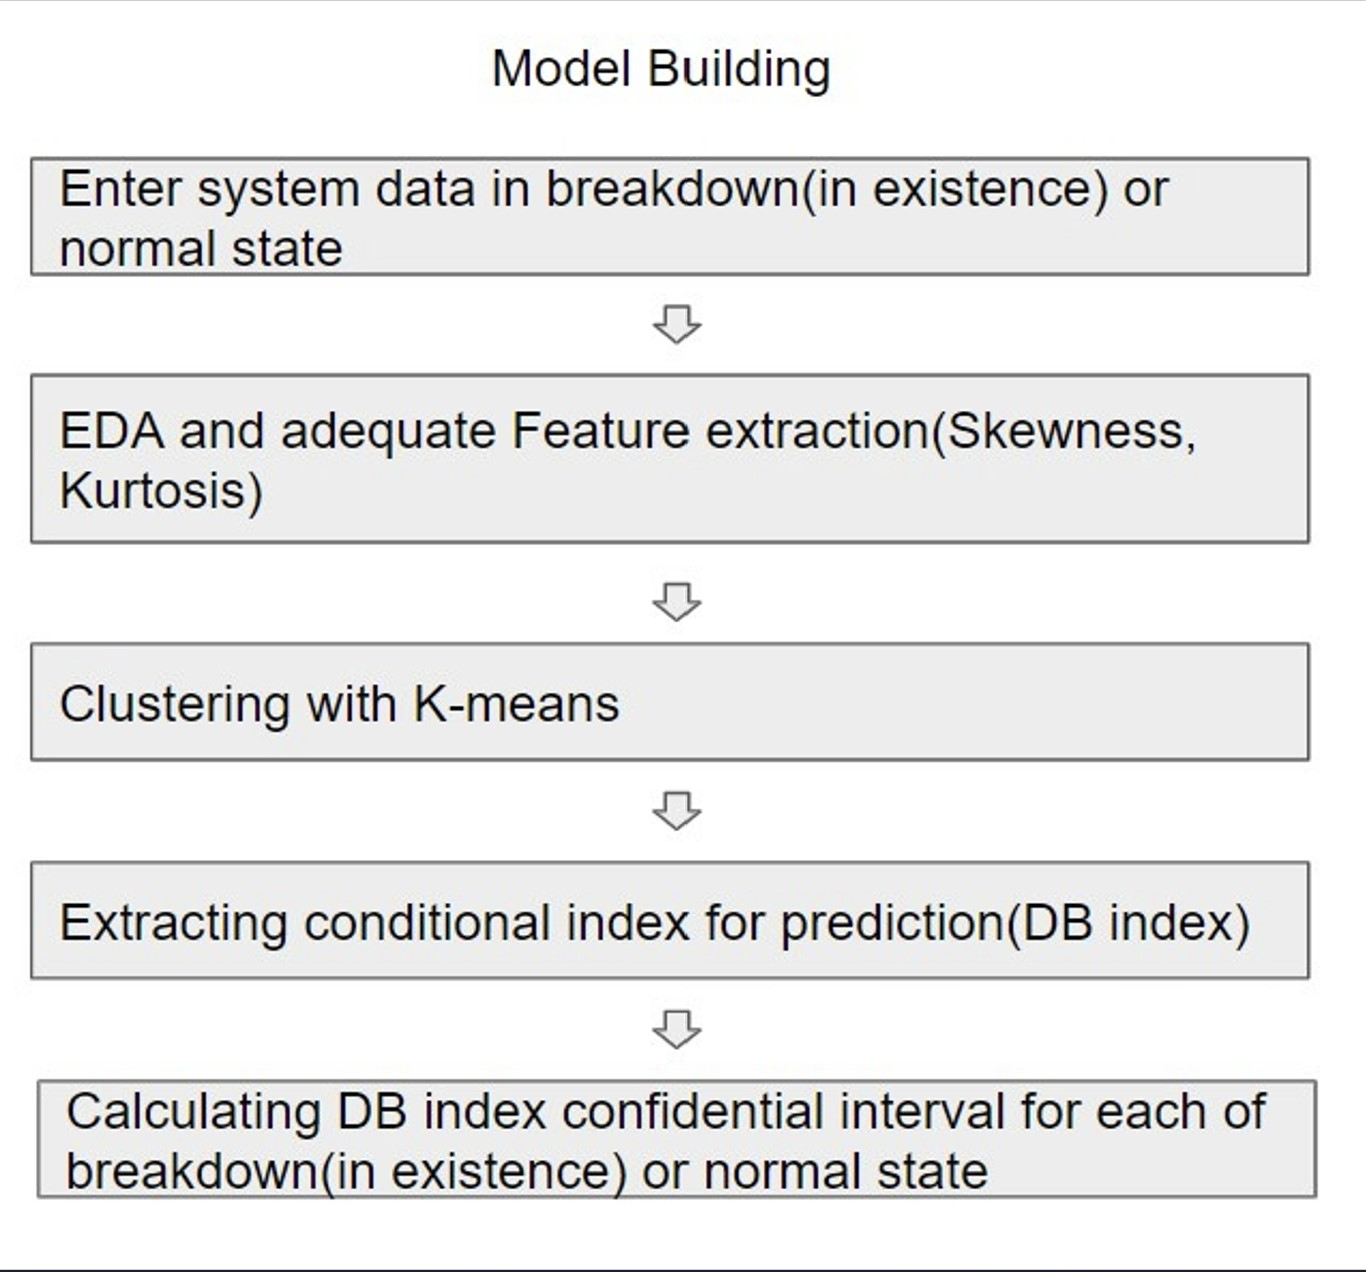 Model Building
Enter system data in breakdown(in existence) or
normal state
EDA and adequate Feature extraction(Skewness,
Kurtosis)
Clustering with K-means
Extracting conditional index for prediction(DB index)
Calculating DB index confidential interval for each of
breakdown(in existence) or normal state